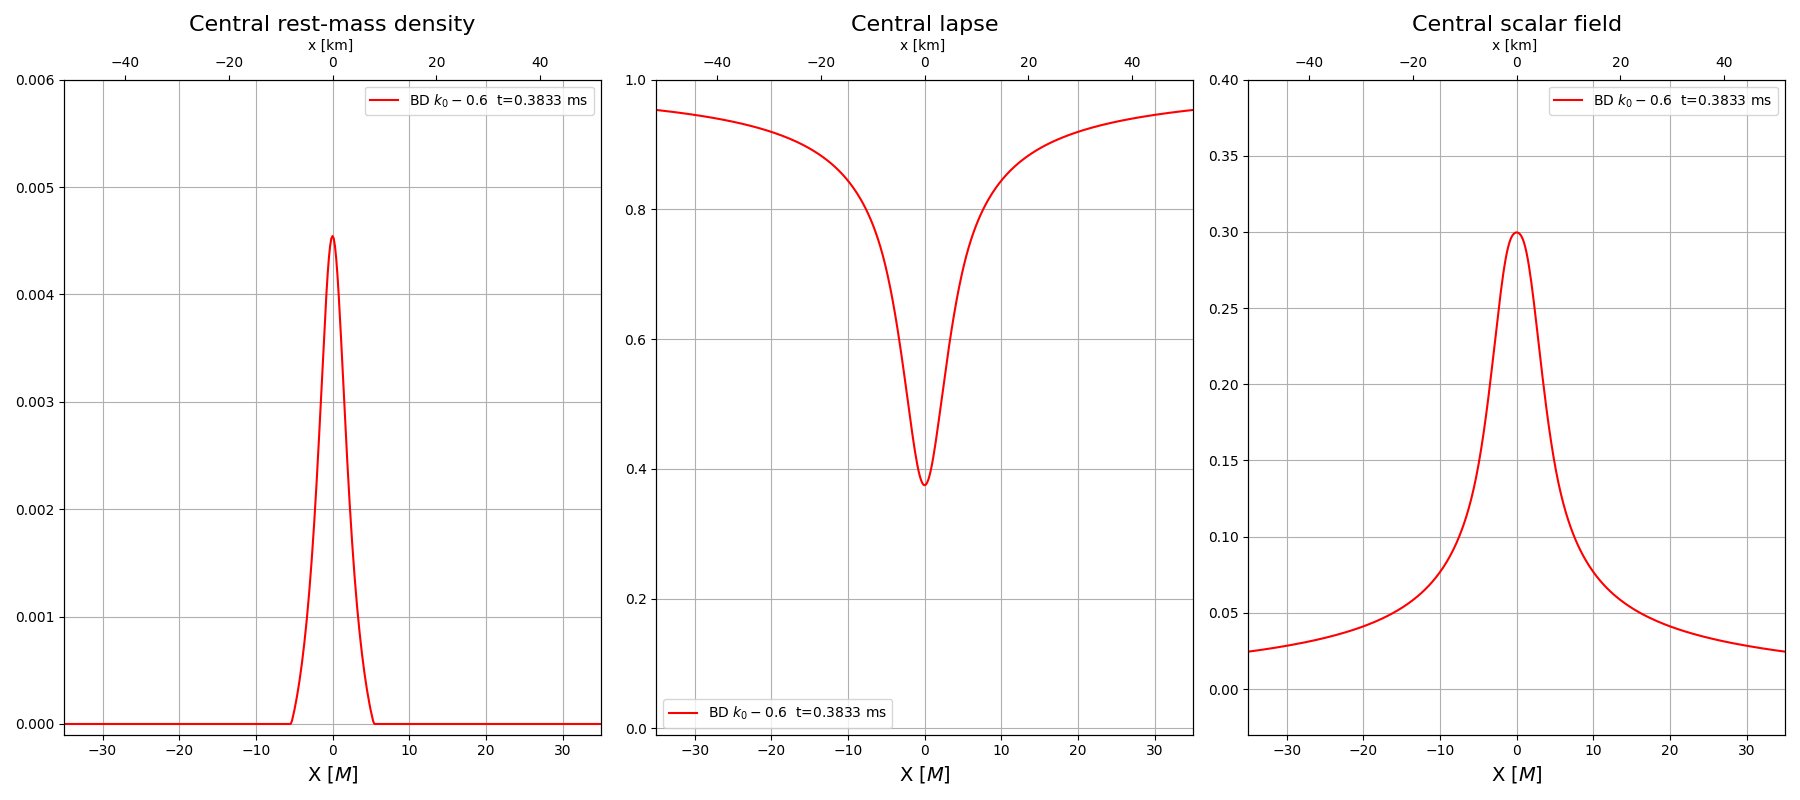 Central rest-mass density
x [km]
−40 −20 0 20 40
0.006
0.005
0.004
0.003
0.002
0.001
0.000
BD k₀ − 0.6 t=0.3833 ms
−30 −20 −10 0 10 20 30
X [M]
Central lapse
x [km]
−40 −20 0 20 40
1.0
0.8
0.6
0.4
0.2
0.0
BD k₀ − 0.6 t=0.3833 ms
−30 −20 −10 0 10 20 30
X [M]
Central scalar field
x [km]
−40 −20 0 20 40
0.40
0.35
0.30
0.25
0.20
0.15
0.10
0.05
0.00
BD k₀ − 0.6 t=0.3833 ms
−30 −20 −10 0 10 20 30
X [M]